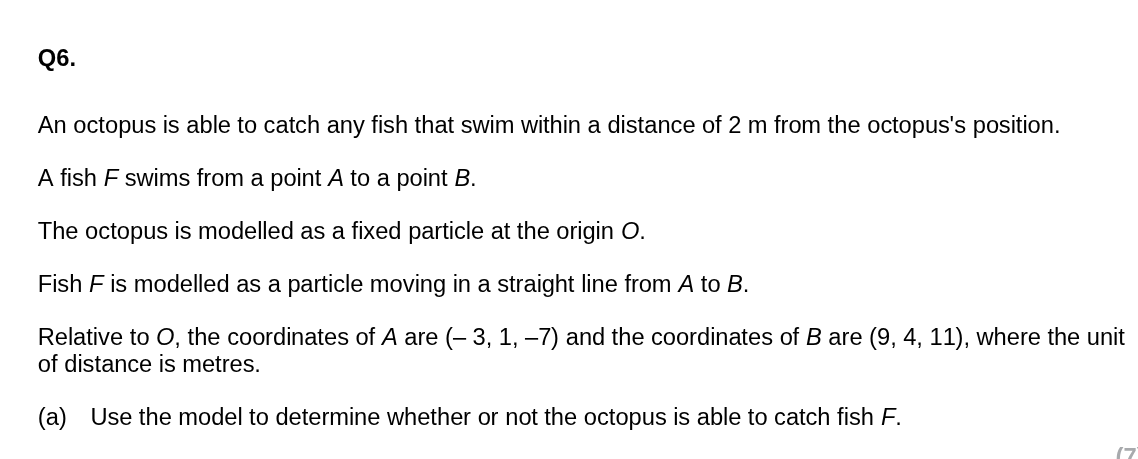 Q6.
An octopus is able to catch any fish that swim within a distance of 2 m from the octopus's position.
A fish F swims from a point A to a point B.
The octopus is modelled as a fixed particle at the origin O.
Fish F is modelled as a particle moving in a straight line from A to B.
Relative to O, the coordinates of A are (– 3, 1, –7) and the coordinates of B are (9, 4, 11), where the unit
of distance is metres.
(a) Use the model to determine whether or not the octopus is able to catch fish F.
(7